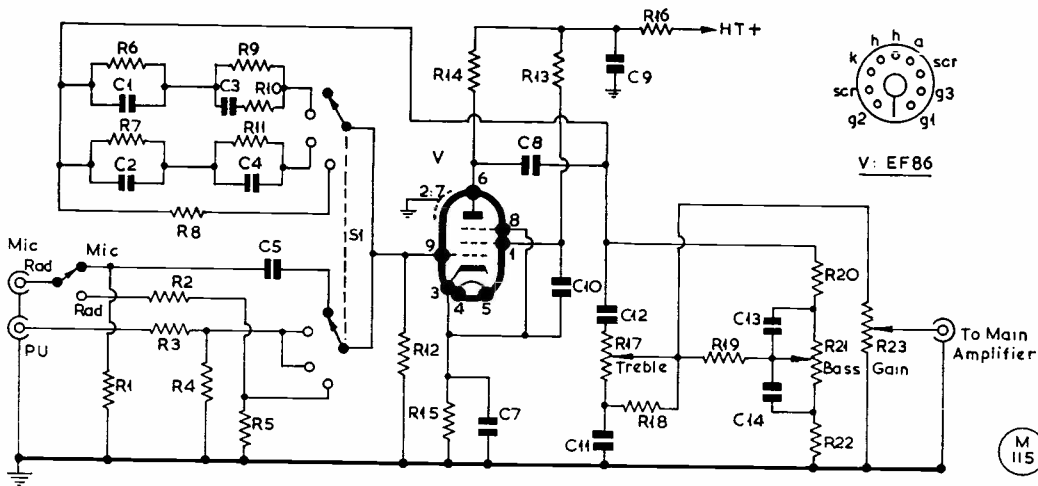 R16
HT+
R6
R9
C1
C3
R10
R14
R13
C9
h h
k a
scr scr
g2 g3
g1
V: EF86
R7
R11
C2
C4
V
C8
R8
S1
2:7
6
8
9
1
3
4
5
Mic
Rad
Mic
C5
R2
Rad
R3
PU
R1
R4
R5
R12
R15
C7
C10
C12
R17
Treble
C11
R18
R19
R20
C13
R21
Bass
C14
R22
R23
Gain
To Main
Amplifier
M
115